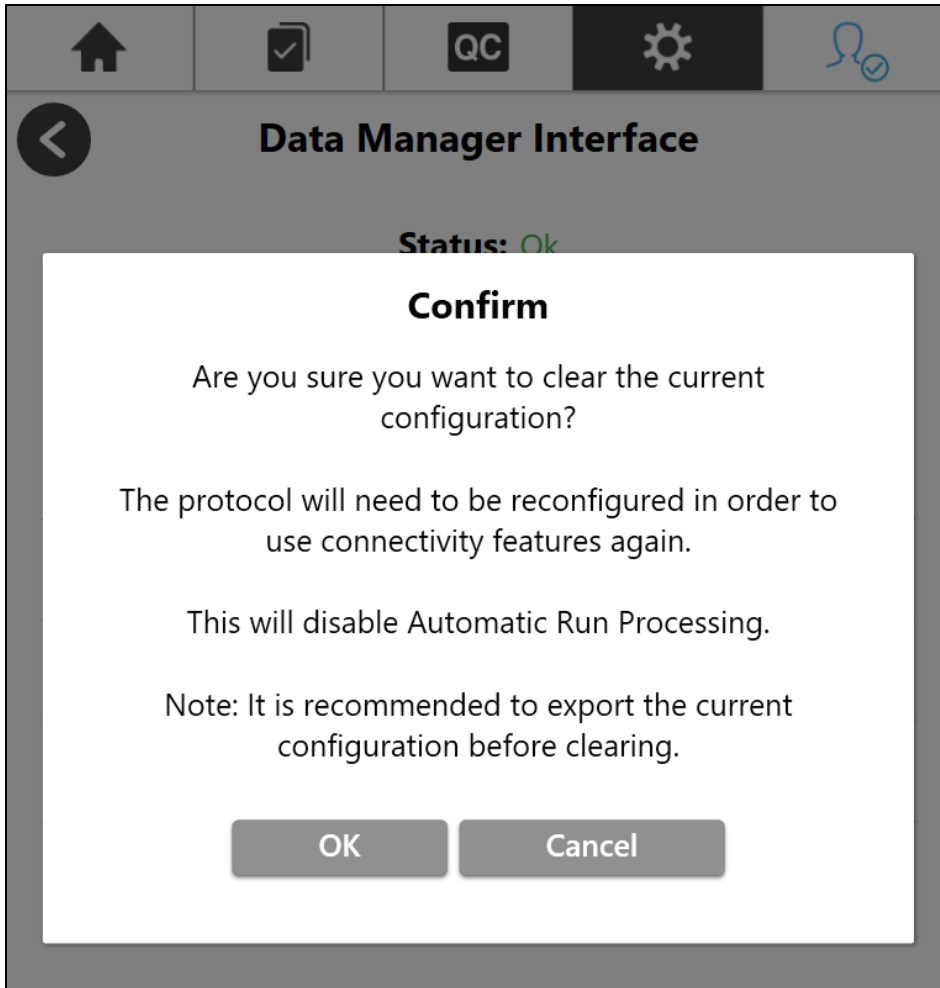 QC
Data Manager Interface
Status: Ok
Confirm
Are you sure you want to clear the current
configuration?
The protocol will need to be reconfigured in order to
use connectivity features again.
This will disable Automatic Run Processing.
Note: It is recommended to export the current
configuration before clearing.
OK
Cancel